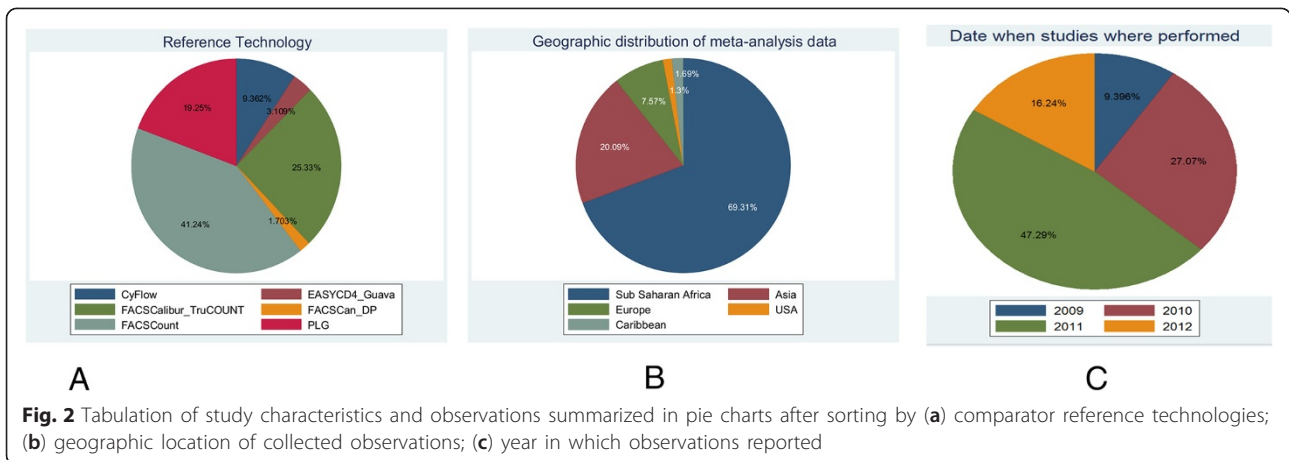 Reference Technology
9.362%
3.109%
25.33%
1.703%
41.24%
19.25%
CyFlow
EASYCD4_Guava
FACSCalibur_TruCOUNT
FACSCan_DP
FACSCount
PLG
A
Geographic distribution of meta-analysis data
1.69%
1.3%
7.57%
20.09%
69.31%
Sub Saharan Africa
Asia
Europe
USA
Caribbean
B
Date when studies where performed
9.396%
16.24%
27.07%
47.29%
2009
2010
2011
2012
C
Fig. 2 Tabulation of study characteristics and observations summarized in pie charts after sorting by (a) comparator reference technologies;
(b) geographic location of collected observations; (c) year in which observations reported